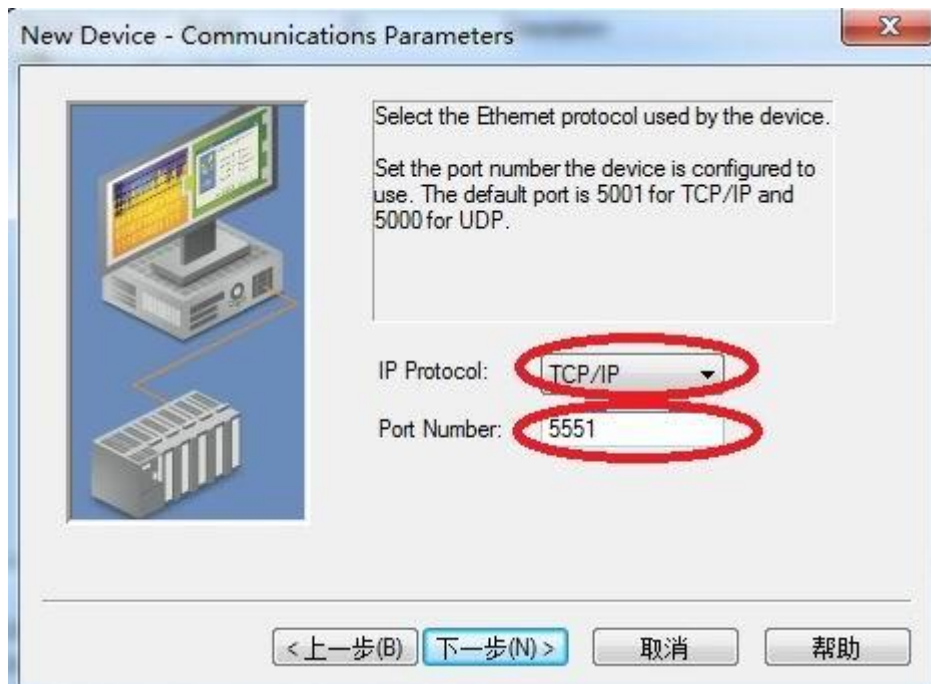 New Device - Communications Parameters
Select the Ethernet protocol used by the device.
Set the port number the device is configured to
use. The default port is 5001 for TCP/IP and
5000 for UDP.
IP Protocol: TCP/IP
Port Number: 5551
<上一步(B) 下一步(N)> 取消 帮助